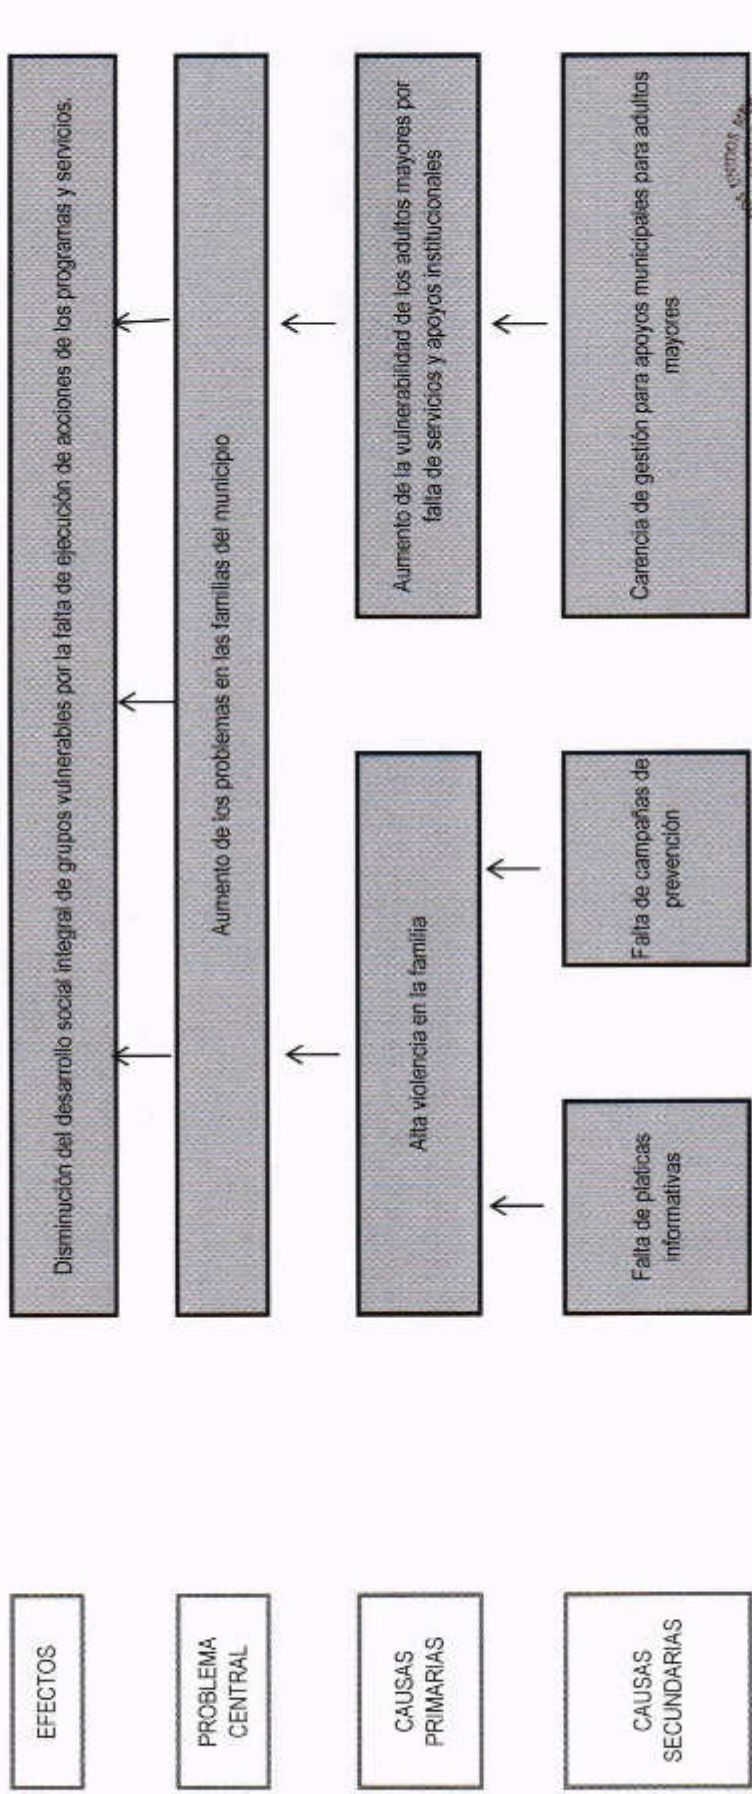 EFECTOS
Disminución del desarrollo social integral de grupos vulnerables por la falta de ejecución de acciones de los programas y servicios.
PROBLEMA
CENTRAL
Aumento de los problemas en las familias del municipio
CAUSAS
PRIMARIAS
Alta violencia en la familia
Aumento de la vulnerabilidad de los adultos mayores por
falta de servicios y apoyos institucionales
CAUSAS
SECUNDARIAS
Falta de platicas
informativas
Falta de campañas de
prevención
Carencia de gestión para apoyos municipales para adultos
mayores
UNIDOS